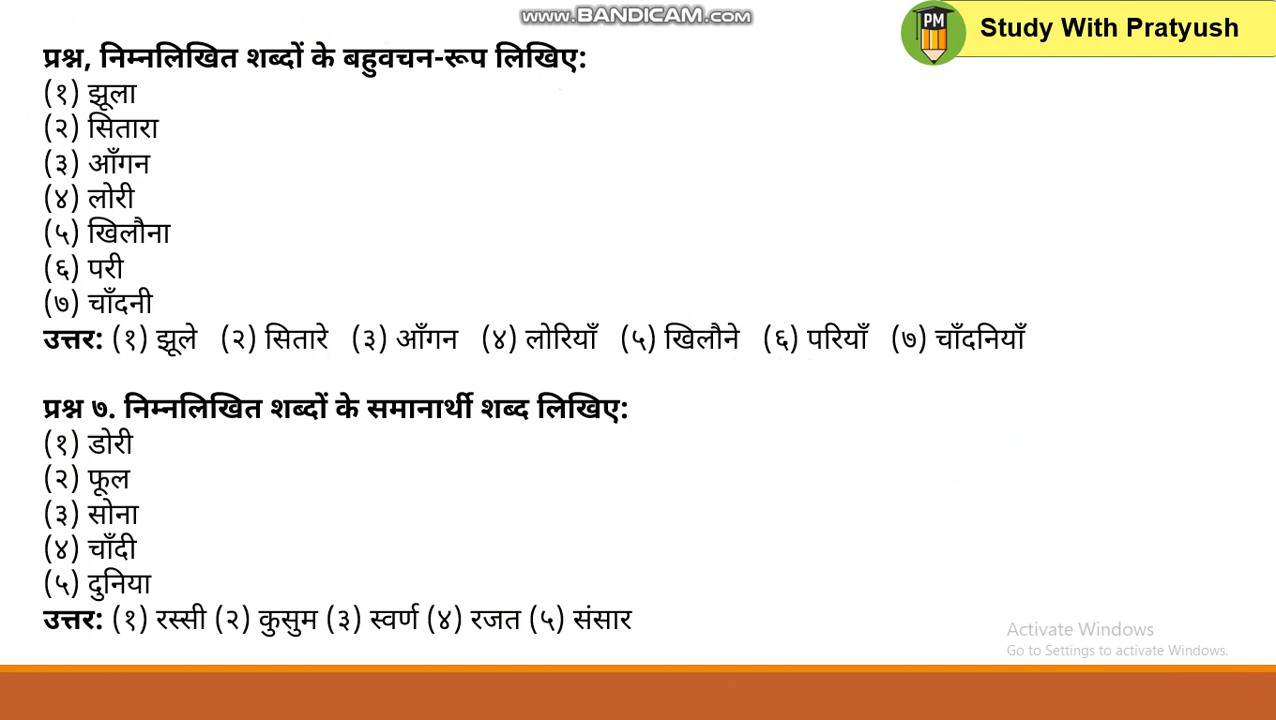 www.BANDICAM.com
PM
Study With Pratyush
प्रश्न, निम्नलिखित शब्दों के बहुवचन-रूप लिखिए:
(१) झूला
(२) सितारा
(३) आँगन
(४) लोरी
(५) खिलौना
(६) परी
(७) चाँदनी
उत्तर: (१) झूले (२) सितारे (३) आँगन (४) लोरियाँ (५) खिलौने (६) परियाँ (७) चाँदनियाँ
प्रश्न ७. निम्नलिखित शब्दों के समानार्थी शब्द लिखिए:
(१) डोरी
(२) फूल
(३) सोना
(४) चाँदी
(५) दुनिया
उत्तर: (१) रस्सी (२) कुसुम (३) स्वर्ण (४) रजत (५) संसार
Activate Windows
Go to Settings to activate Windows.